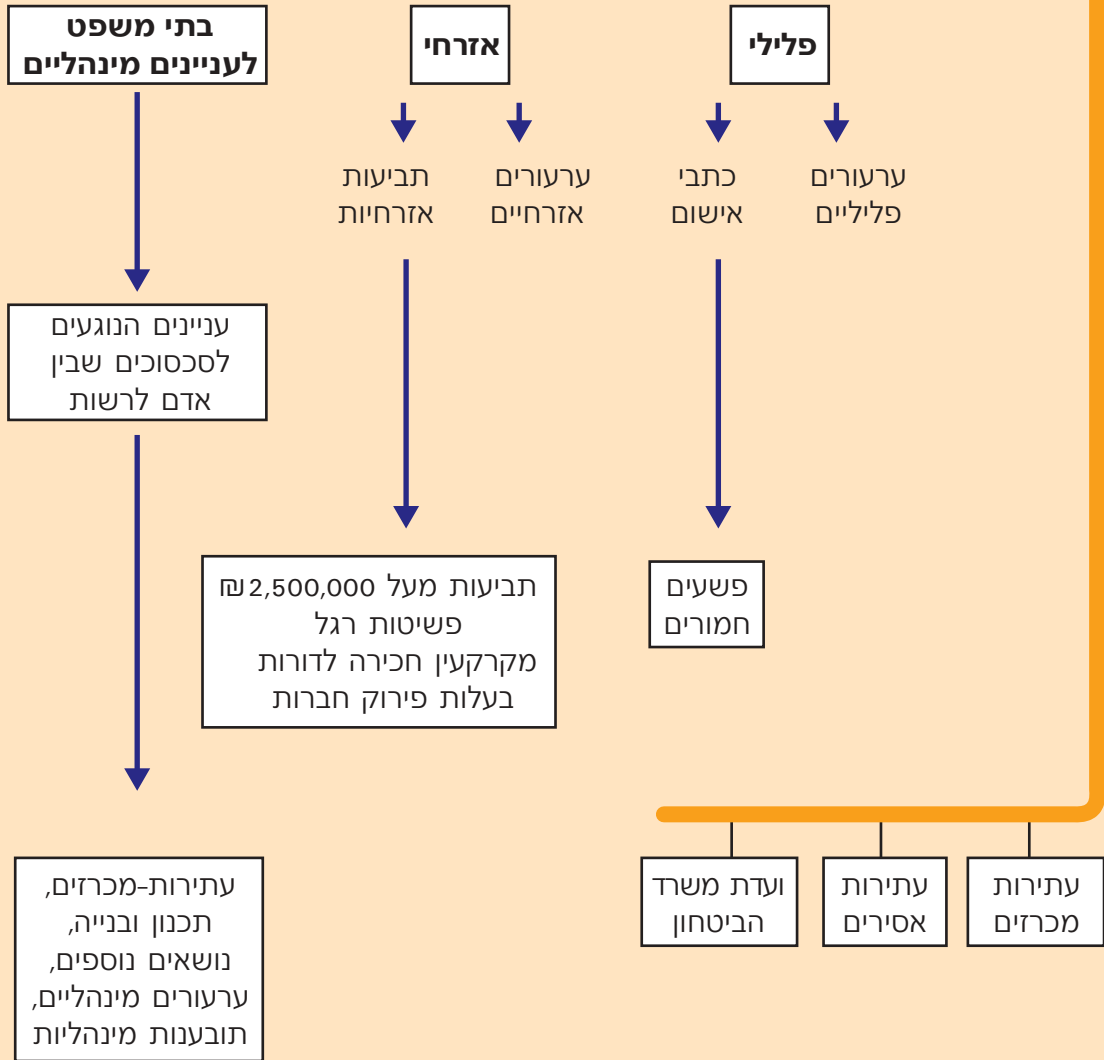 פלילי
ערעורים
פליליים
כתבי
אישום
פשעים
חמורים
אזרחי
ערעורים
אזרחיים
תביעות
אזרחיות
תביעות מעל 2,500,000 ₪
פשיטות רגל
מקרקעין חכירה לדורות
בעלות פירוק חברות
בתי משפט
לעניינים מינהליים
עניינים הנוגעים
לסכסוכים שבין
אדם לרשות
עתירות-מכרזים,
תכנון ובנייה,
נושאים נוספים,
ערעורים מינהליים,
תובענות מינהליות
עתירות
מכרזים
עתירות
אסירים
ועדת משרד
הביטחון